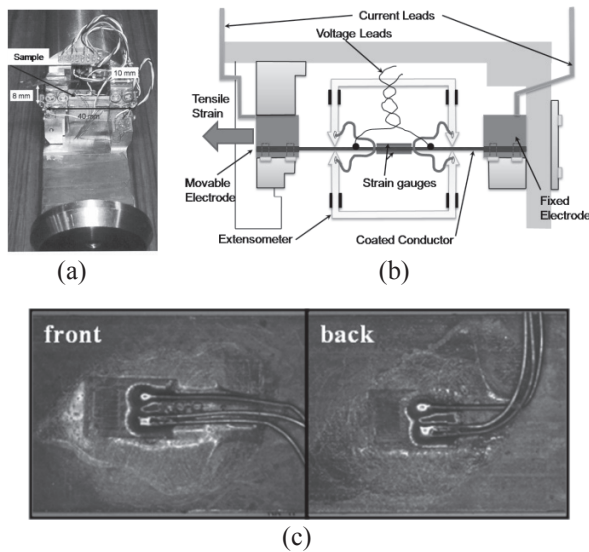 Sample
10 mm
8 mm
40 mm
(a)
Current Leads
Voltage Leads
Tensile
Strain
Movable
Electrode
Strain gauges
Fixed
Electrode
Extensometer
Coated Conductor
(b)
front
back
(c)